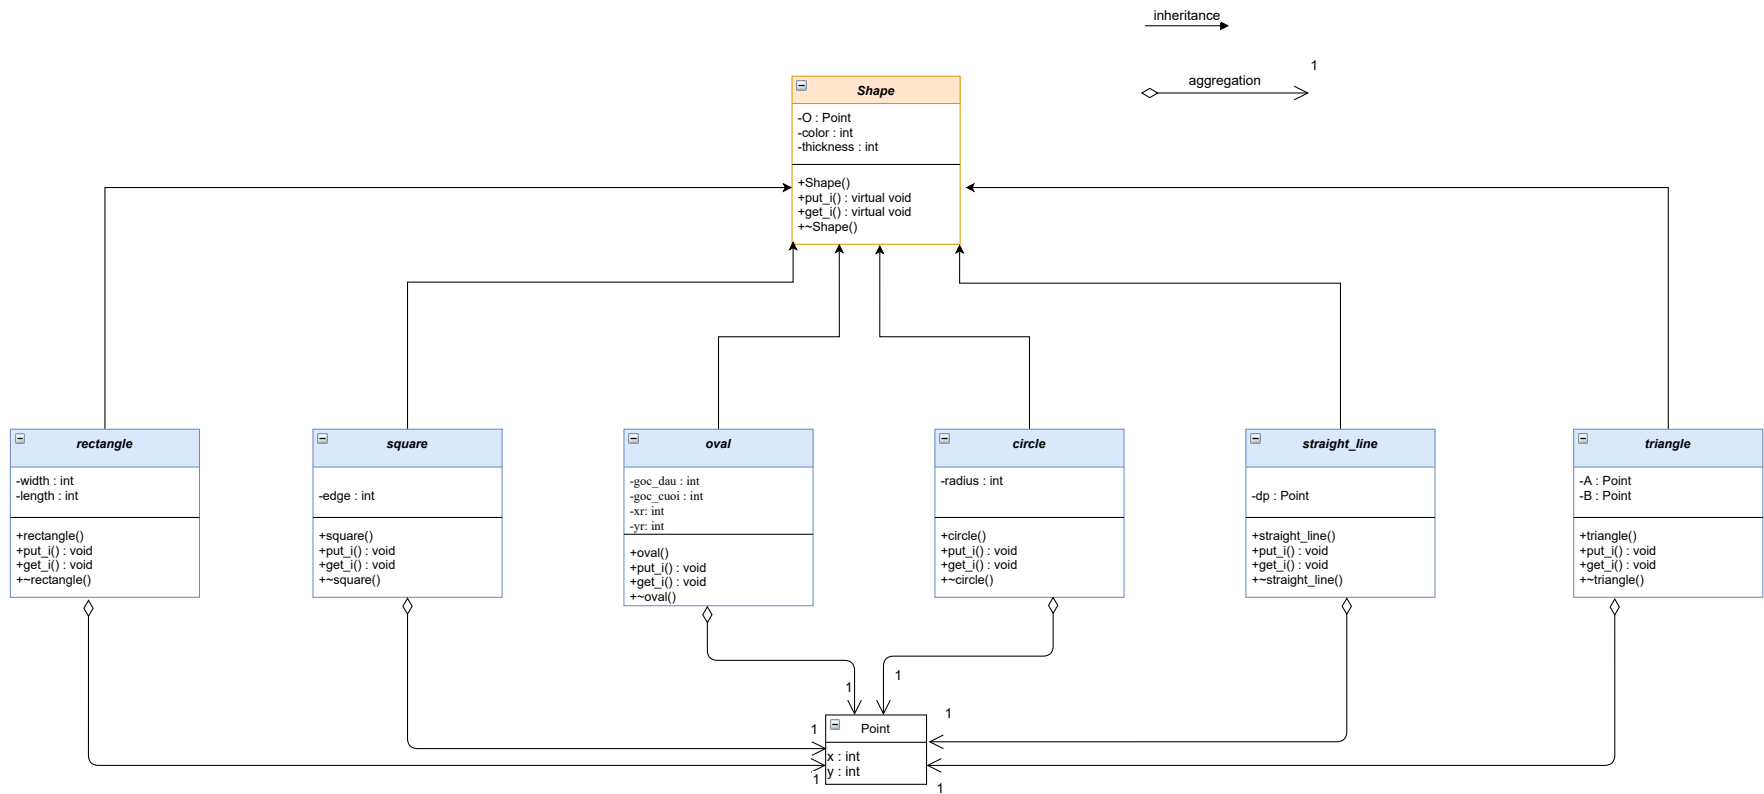 inheritance
1
aggregation
Shape
-O : Point
-color : int
-thickness : int
+Shape()
+put_i() : virtual void
+get_i() : virtual void
+~Shape()
rectangle
-width : int
-length : int
+rectangle()
+put_i() : void
+get_i() : void
+~rectangle()
square
-edge : int
+square()
+put_i() : void
+get_i() : void
+~square()
oval
-goc_dau : int
-goc_cuoi : int
-xr: int
-yr: int
+oval()
+put_i() : void
+get_i() : void
+~oval()
circle
-radius : int
+circle()
+put_i() : void
+get_i() : void
+~circle()
straight_line
-dp : Point
+straight_line()
+put_i() : void
+get_i() : void
+~straight_line()
triangle
-A : Point
-B : Point
+triangle()
+put_i() : void
+get_i() : void
+~triangle()
1
1
1
1
1
1
Point
x : int
y : int